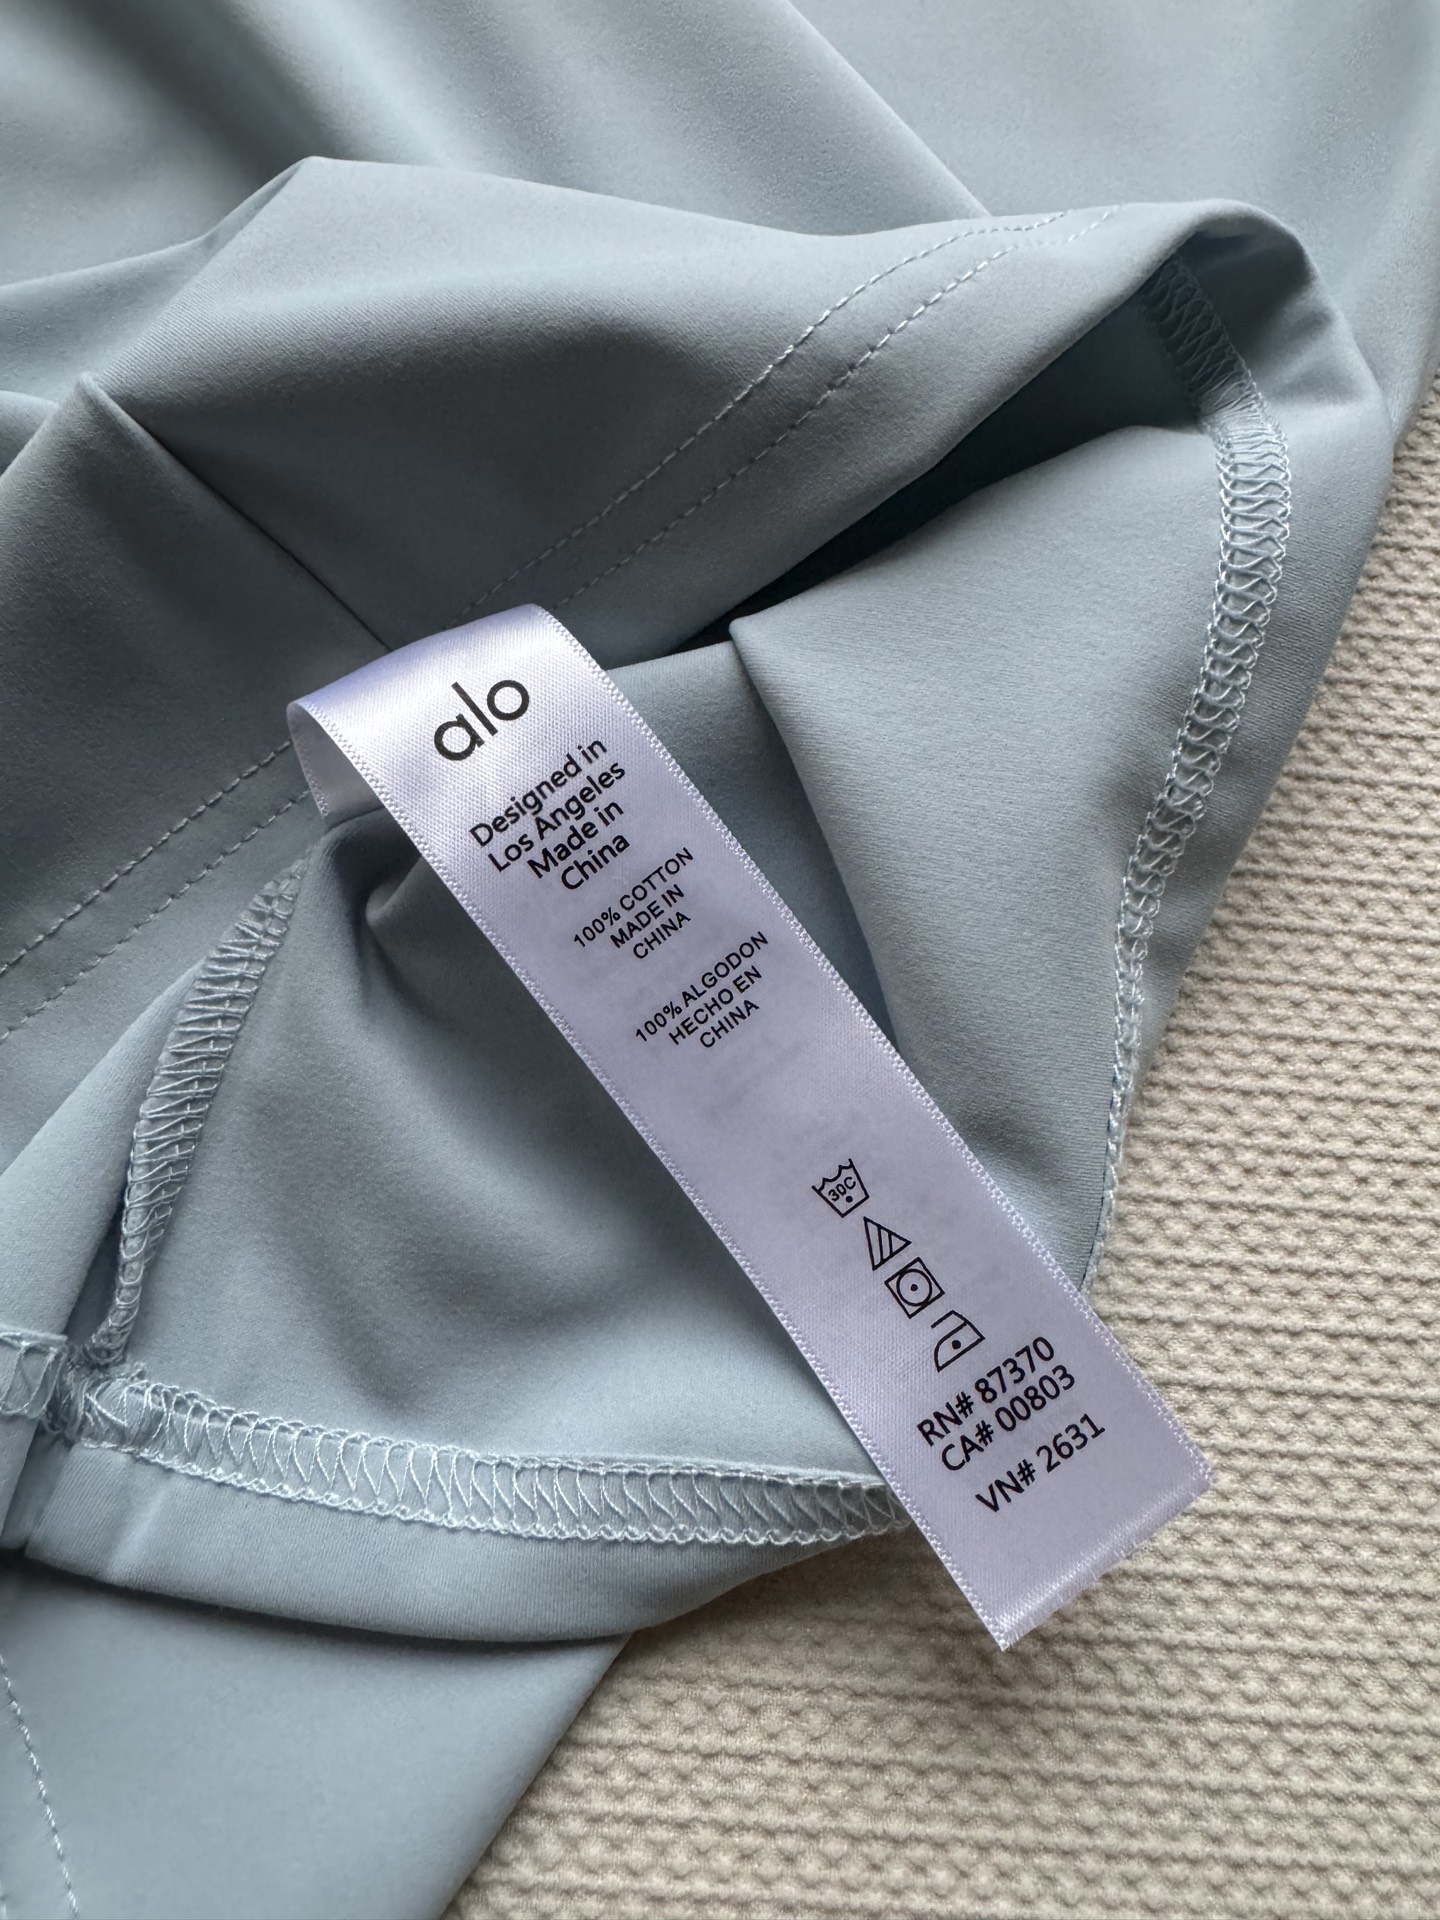 alo
Designed in
Los Angeles
Made in
China
100% COTTON
MADE IN
CHINA
100% ALGODON
HECHO EN
CHINA
30C
RN# 87370
CA# 00803
VN# 2631